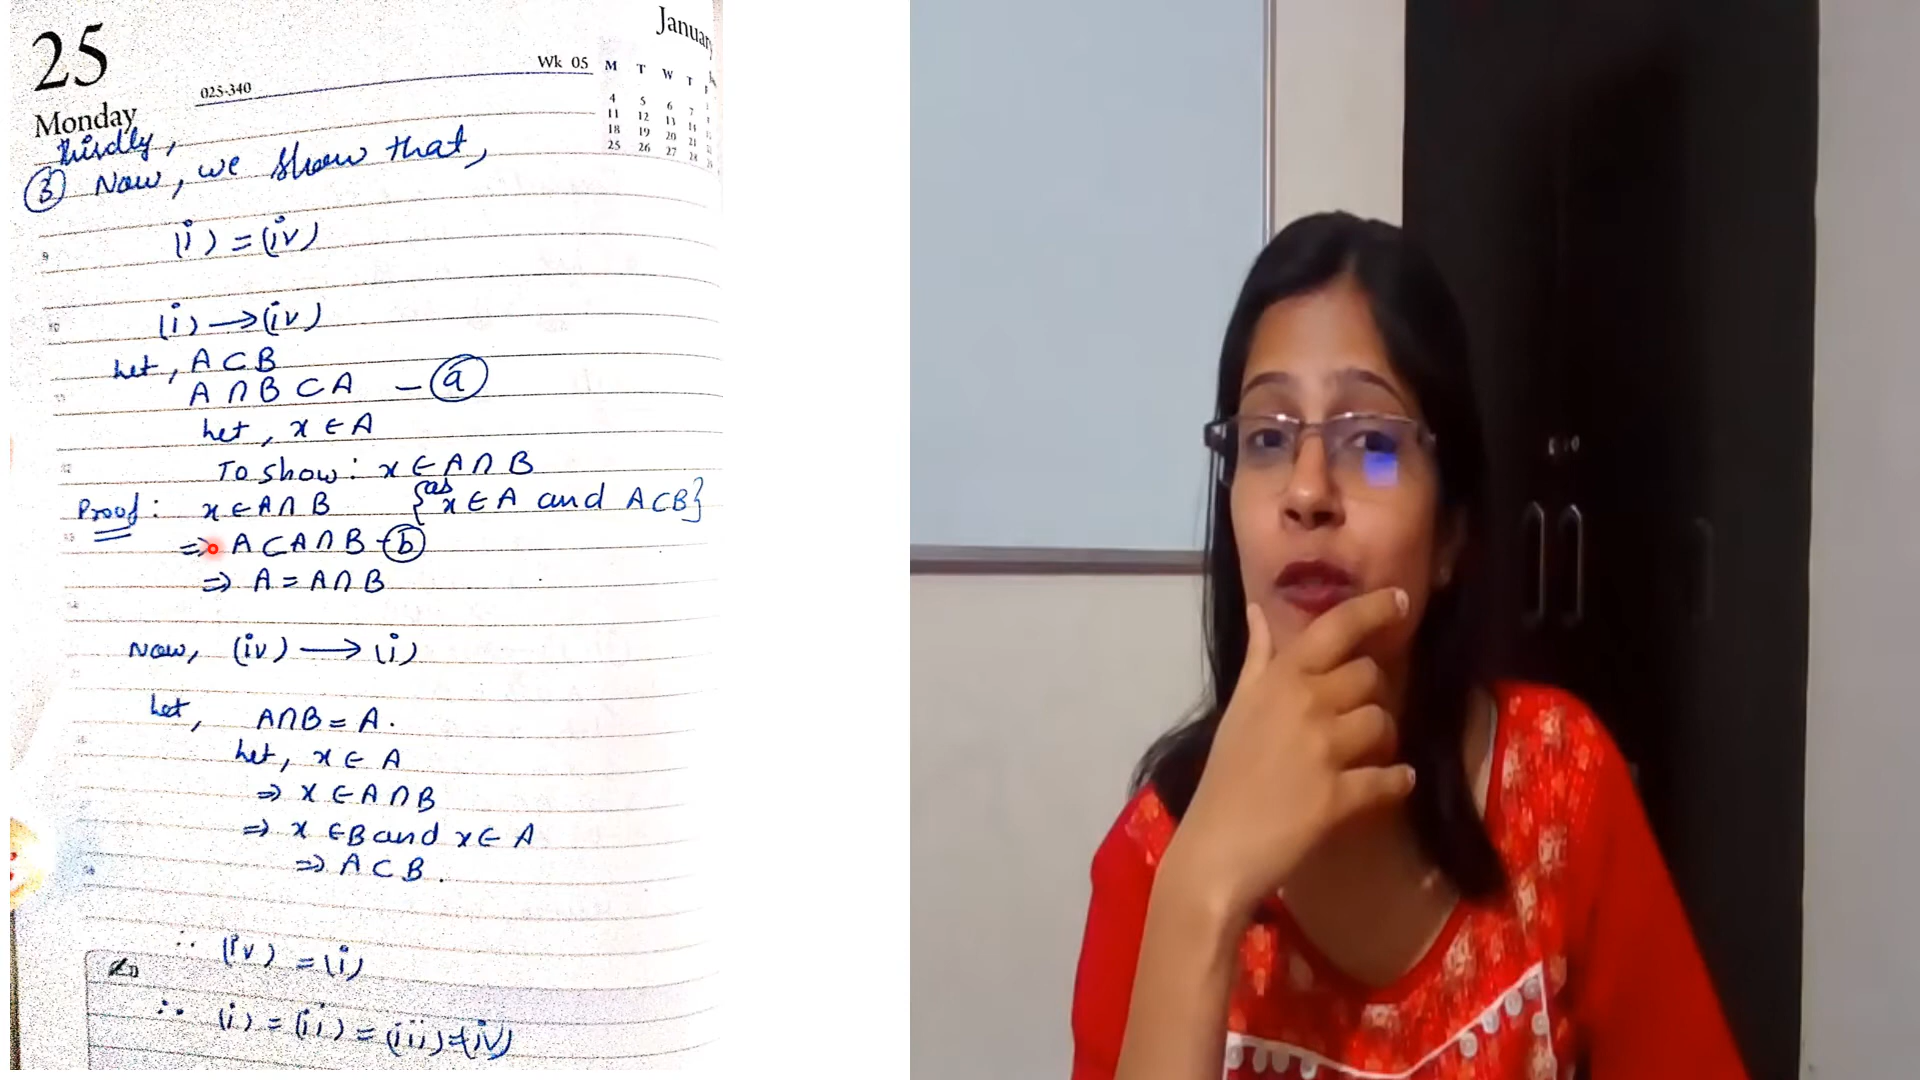 25
Monday
025-340
Wk 05
January
M T W T F
4 5 6 7
11 12 13 14
18 19 20 21
25 26 27 28
thirdly,
③ Now, we show that,
(i) = (iv)
(i) → (iv)
Let, A ⊂ B
A ∩ B ⊂ A — ⓐ
Let, x ∈ A
To show: x ∈ A ∩ B
Proof: x ∈ A ∩ B {as x ∈ A and A ⊂ B}
⇒ A ⊂ A ∩ B - ⓑ
⇒ A = A ∩ B
Now, (iv) → (i)
Let, A ∩ B = A.
Let, x ∈ A
⇒ x ∈ A ∩ B
⇒ x ∈ B and x ∈ A
⇒ A ⊂ B.
∴ (iv) = (i)
∴ (i) = (ii) = (iii) = (iv)